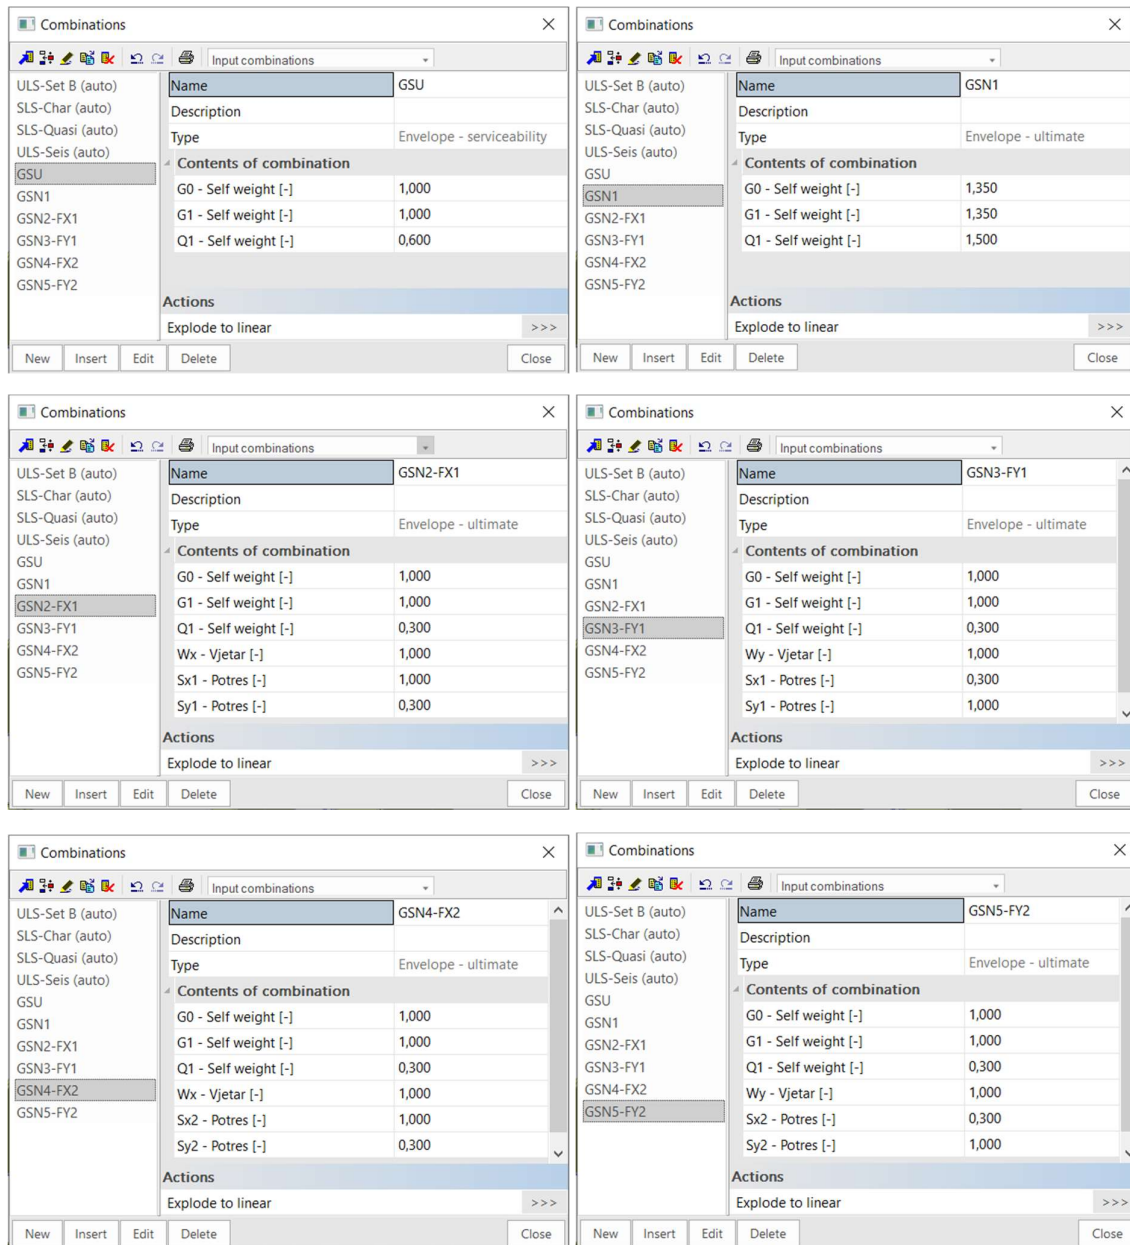 Combinations
Input combinations
ULS-Set B (auto)
SLS-Char (auto)
SLS-Quasi (auto)
ULS-Seis (auto)
GSU
GSN1
GSN2-FX1
GSN3-FY1
GSN4-FX2
GSN5-FY2
Name GSU
Description
Type Envelope - serviceability
Contents of combination
G0 - Self weight [-] 1,000
G1 - Self weight [-] 1,000
Q1 - Self weight [-] 0,600
Actions
Explode to linear >>>
New Insert Edit Delete Close
Combinations
Input combinations
ULS-Set B (auto)
SLS-Char (auto)
SLS-Quasi (auto)
ULS-Seis (auto)
GSU
GSN1
GSN2-FX1
GSN3-FY1
GSN4-FX2
GSN5-FY2
Name GSN1
Description
Type Envelope - ultimate
Contents of combination
G0 - Self weight [-] 1,350
G1 - Self weight [-] 1,350
Q1 - Self weight [-] 1,500
Actions
Explode to linear >>>
New Insert Edit Delete Close
Combinations
Input combinations
ULS-Set B (auto)
SLS-Char (auto)
SLS-Quasi (auto)
ULS-Seis (auto)
GSU
GSN1
GSN2-FX1
GSN3-FY1
GSN4-FX2
GSN5-FY2
Name GSN2-FX1
Description
Type Envelope - ultimate
Contents of combination
G0 - Self weight [-] 1,000
G1 - Self weight [-] 1,000
Q1 - Self weight [-] 0,300
Wx - Vjetar [-] 1,000
Sx1 - Potres [-] 1,000
Sy1 - Potres [-] 0,300
Actions
Explode to linear >>>
New Insert Edit Delete Close
Combinations
Input combinations
ULS-Set B (auto)
SLS-Char (auto)
SLS-Quasi (auto)
ULS-Seis (auto)
GSU
GSN1
GSN2-FX1
GSN3-FY1
GSN4-FX2
GSN5-FY2
Name GSN3-FY1
Description
Type Envelope - ultimate
Contents of combination
G0 - Self weight [-] 1,000
G1 - Self weight [-] 1,000
Q1 - Self weight [-] 0,300
Wy - Vjetar [-] 1,000
Sx1 - Potres [-] 0,300
Sy1 - Potres [-] 1,000
Actions
Explode to linear >>>
New Insert Edit Delete Close
Combinations
Input combinations
ULS-Set B (auto)
SLS-Char (auto)
SLS-Quasi (auto)
ULS-Seis (auto)
GSU
GSN1
GSN2-FX1
GSN3-FY1
GSN4-FX2
GSN5-FY2
Name GSN4-FX2
Description
Type Envelope - ultimate
Contents of combination
G0 - Self weight [-] 1,000
G1 - Self weight [-] 1,000
Q1 - Self weight [-] 0,300
Wx - Vjetar [-] 1,000
Sx2 - Potres [-] 1,000
Sy2 - Potres [-] 0,300
Actions
Explode to linear >>>
New Insert Edit Delete Close
Combinations
Input combinations
ULS-Set B (auto)
SLS-Char (auto)
SLS-Quasi (auto)
ULS-Seis (auto)
GSU
GSN1
GSN2-FX1
GSN3-FY1
GSN4-FX2
GSN5-FY2
Name GSN5-FY2
Description
Type Envelope - ultimate
Contents of combination
G0 - Self weight [-] 1,000
G1 - Self weight [-] 1,000
Q1 - Self weight [-] 0,300
Wy - Vjetar [-] 1,000
Sx2 - Potres [-] 0,300
Sy2 - Potres [-] 1,000
Actions
Explode to linear >>>
New Insert Edit Delete Close